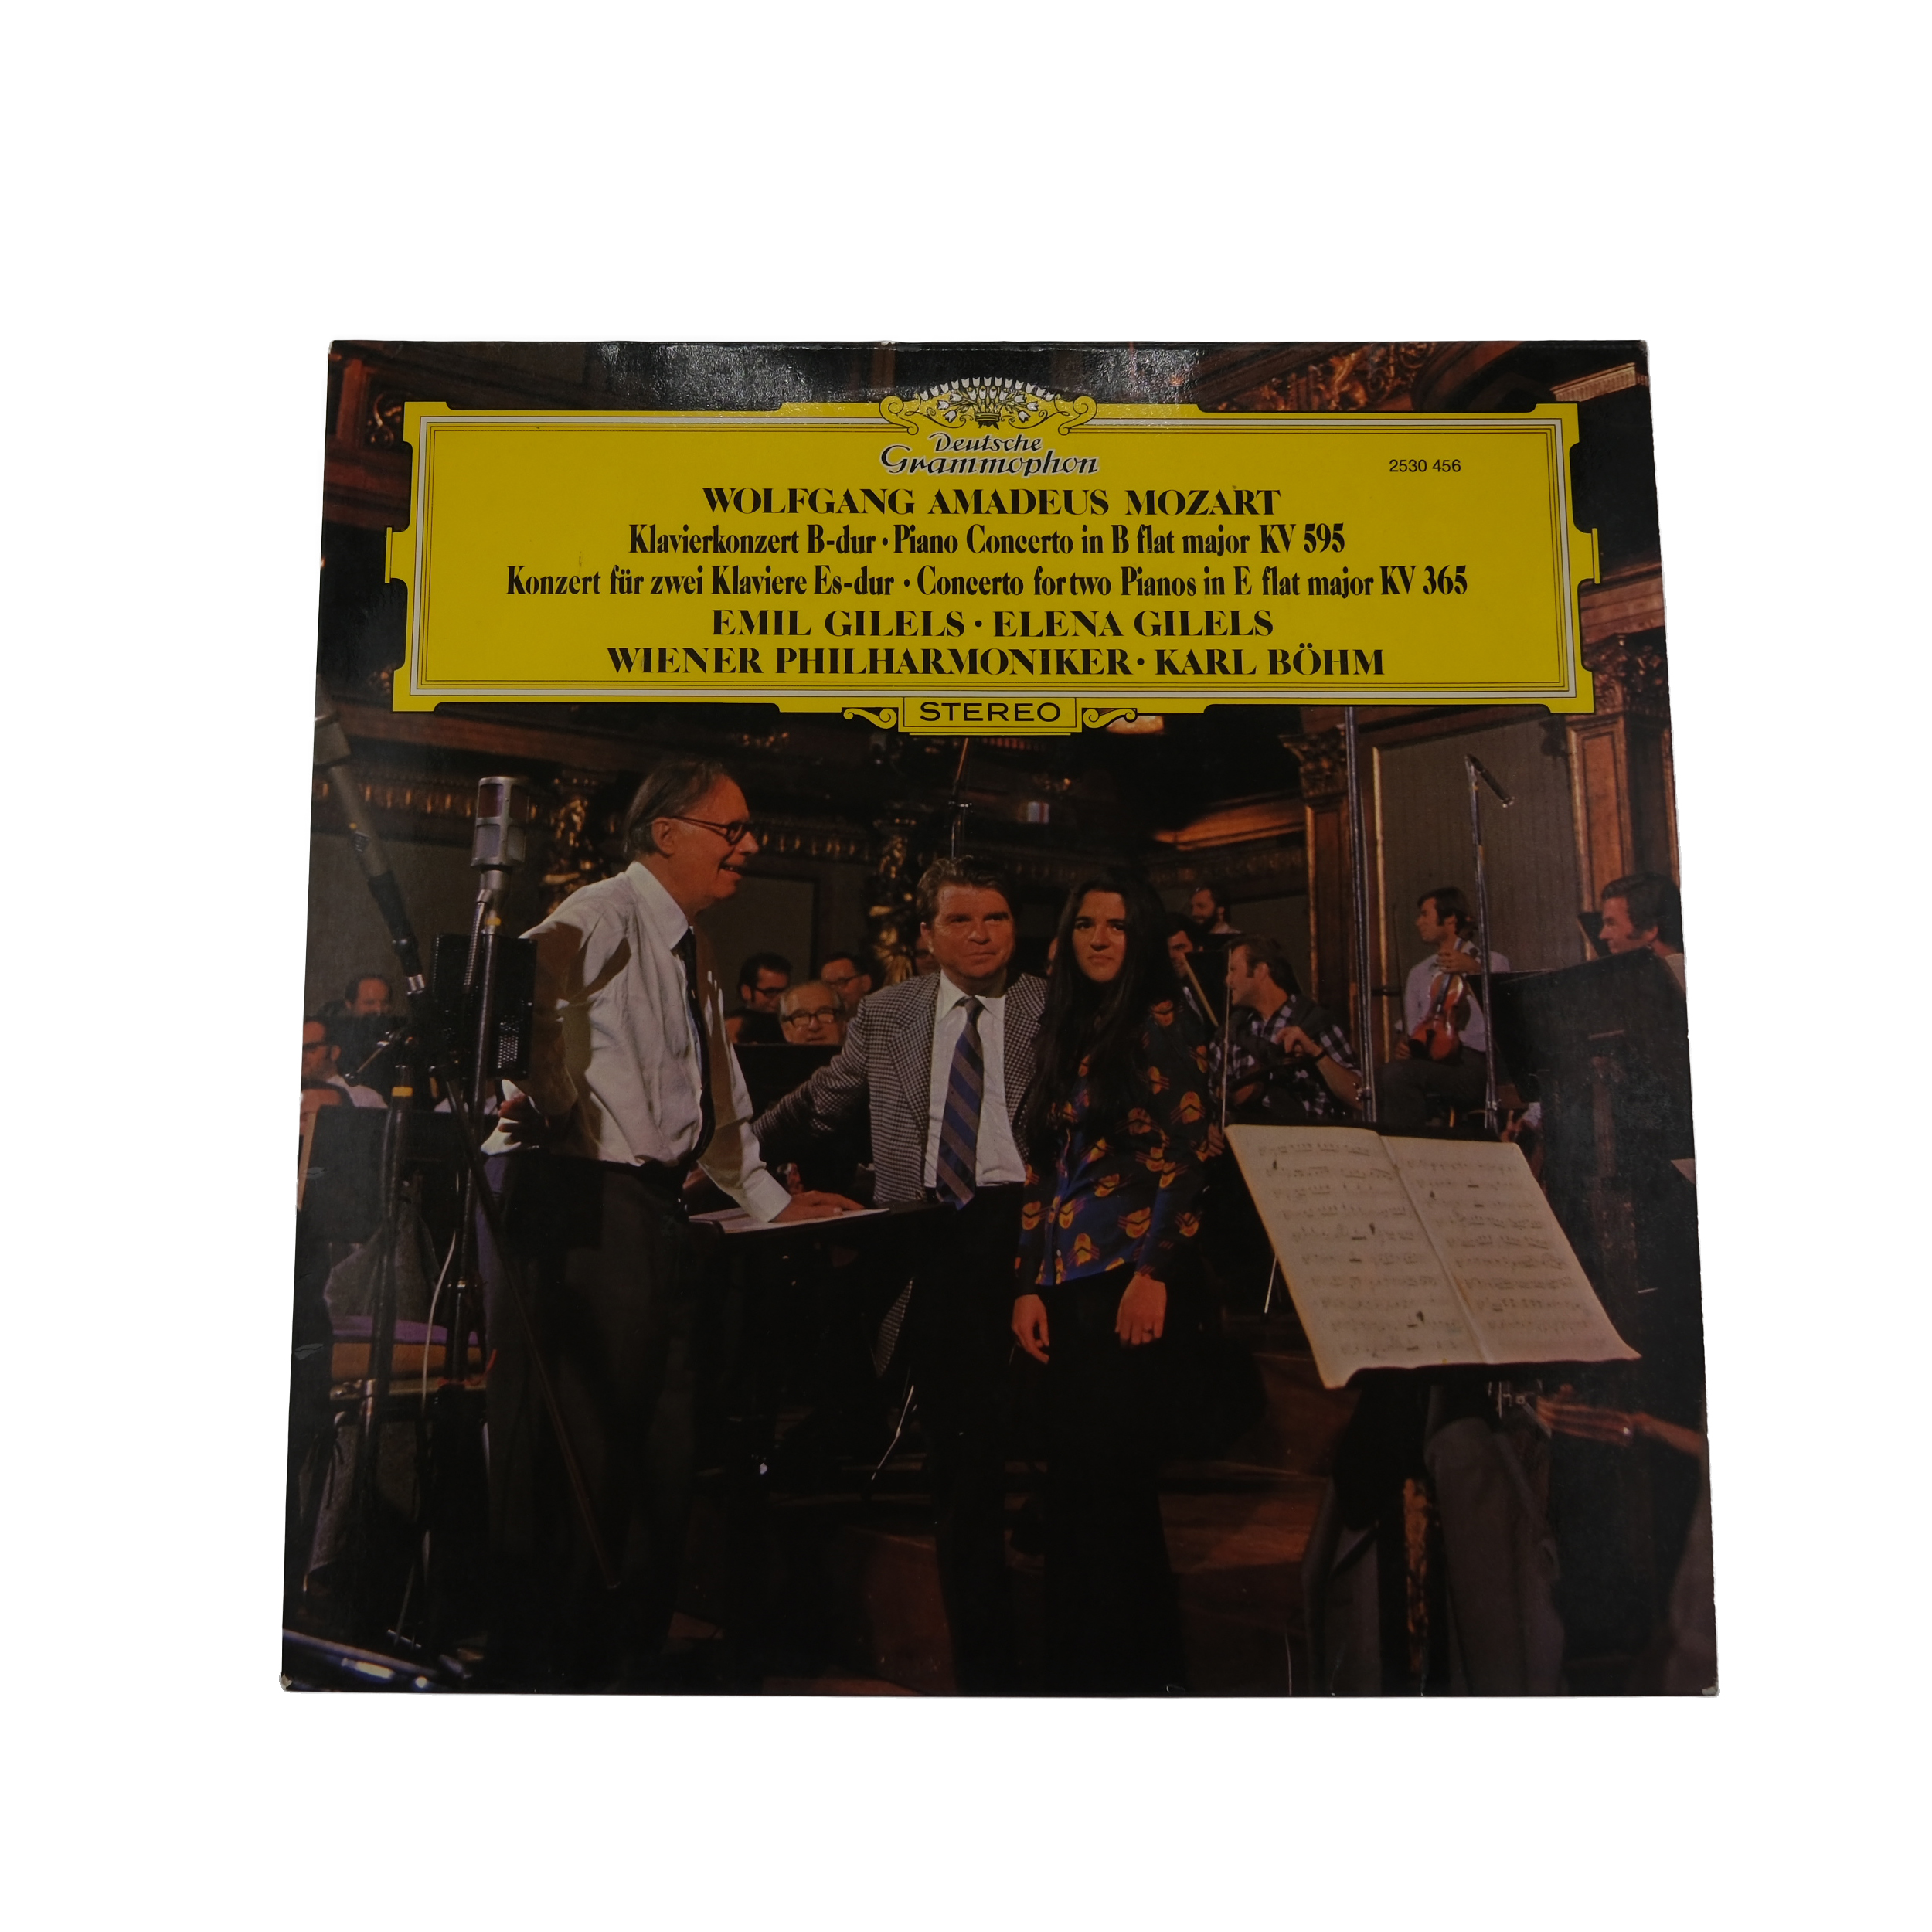 Deutsche
Grammophon
2530 456
WOLFGANG AMADEUS MOZART
Klavierkonzert B-dur • Piano Concerto in B flat major KV 595
Konzert für zwei Klaviere Es-dur • Concerto for two Pianos in E flat major KV 365
EMIL GILELS • ELENA GILELS
WIENER PHILHARMONIKER • KARL BÖHM
STEREO